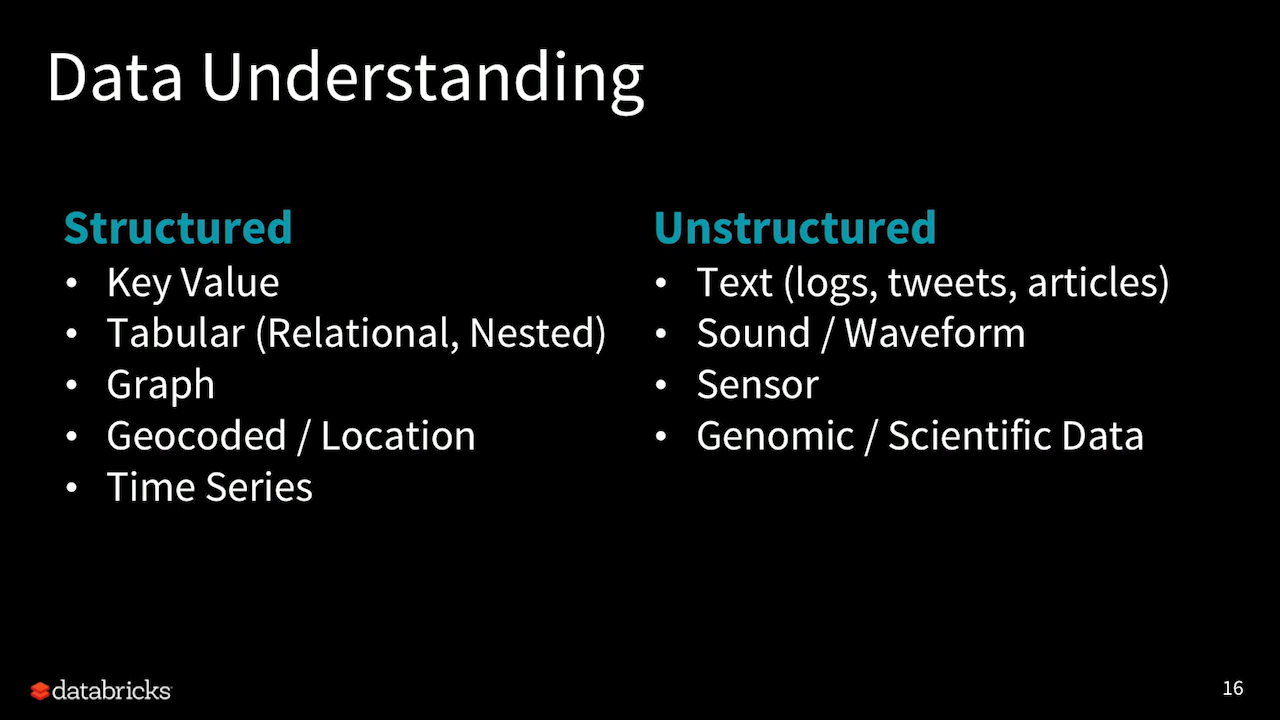 Data Understanding
Structured
• Key Value
• Tabular (Relational, Nested)
• Graph
• Geocoded / Location
• Time Series
Unstructured
• Text (logs, tweets, articles)
• Sound / Waveform
• Sensor
• Genomic / Scientific Data
databricks
16